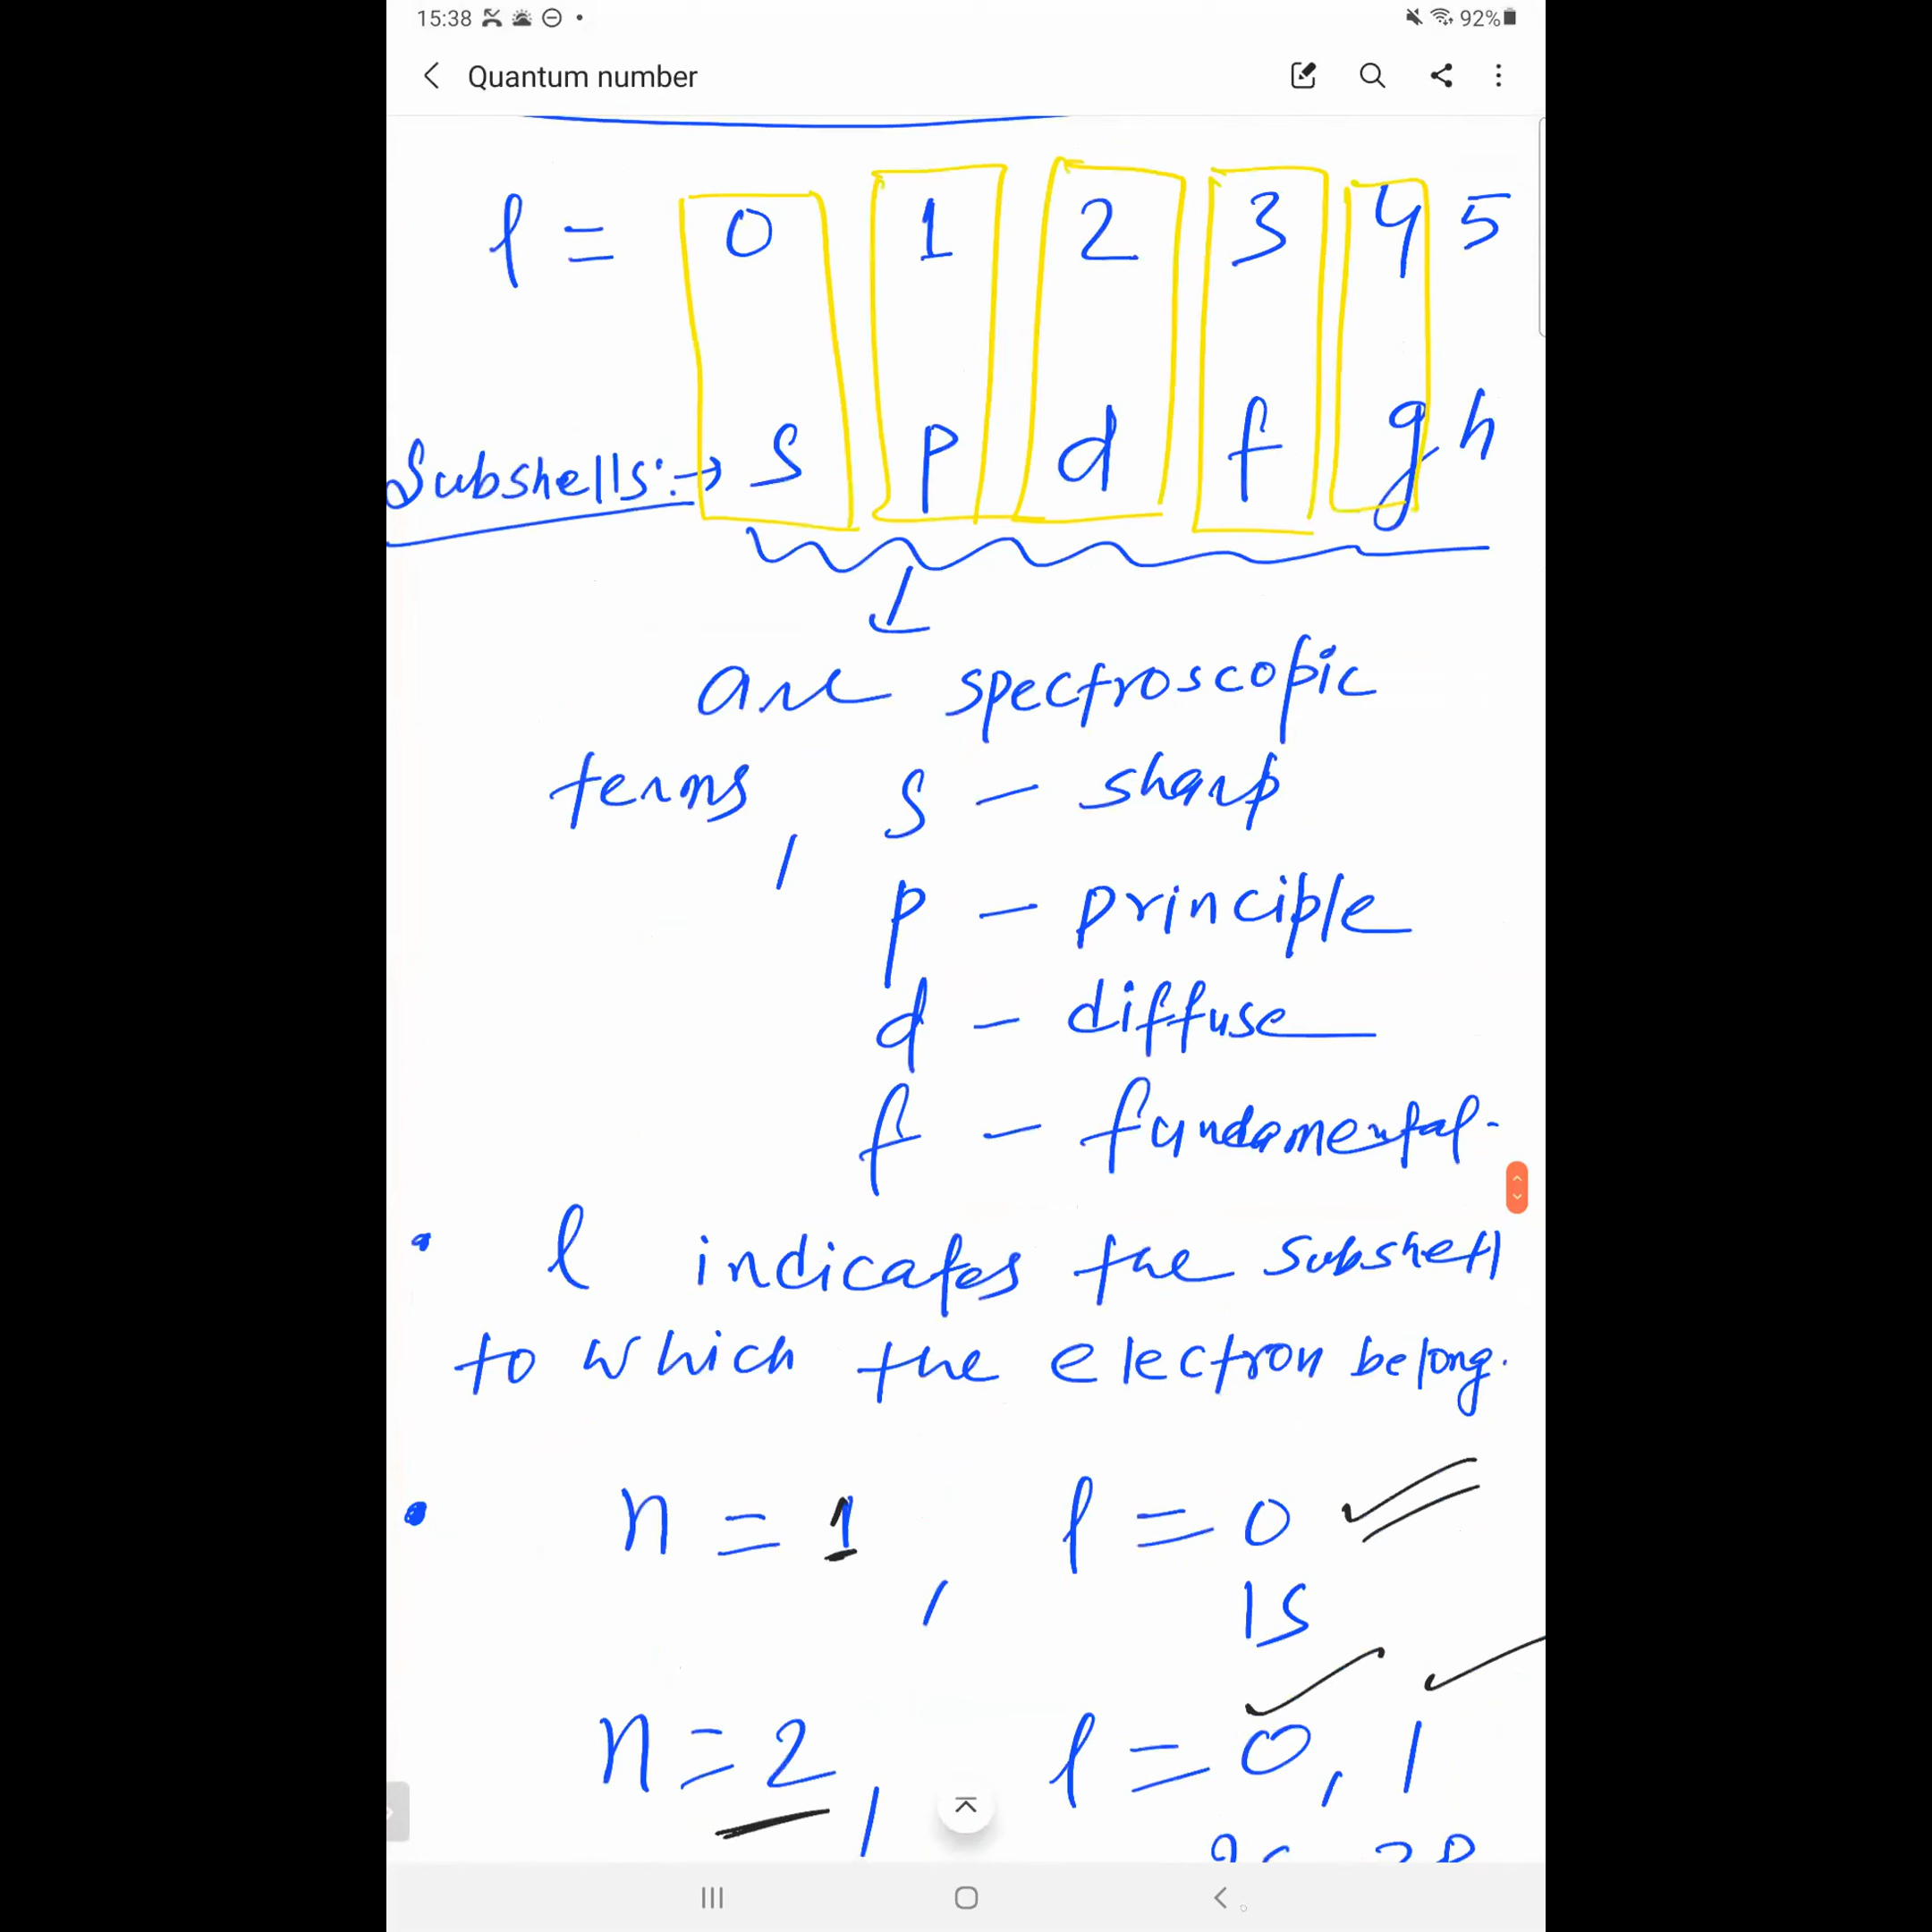 15:38 92%
Quantum number
l = 0 1 2 3 4 5
Subshells:→ s p d f g h
are spectroscopic
terms, s – sharp
p – principle
d – diffuse
f – fundamental.
• l indicates the subshell
to which the electron belong.
• n = 1, l = 0
1s
n = 2, l = 0, 1